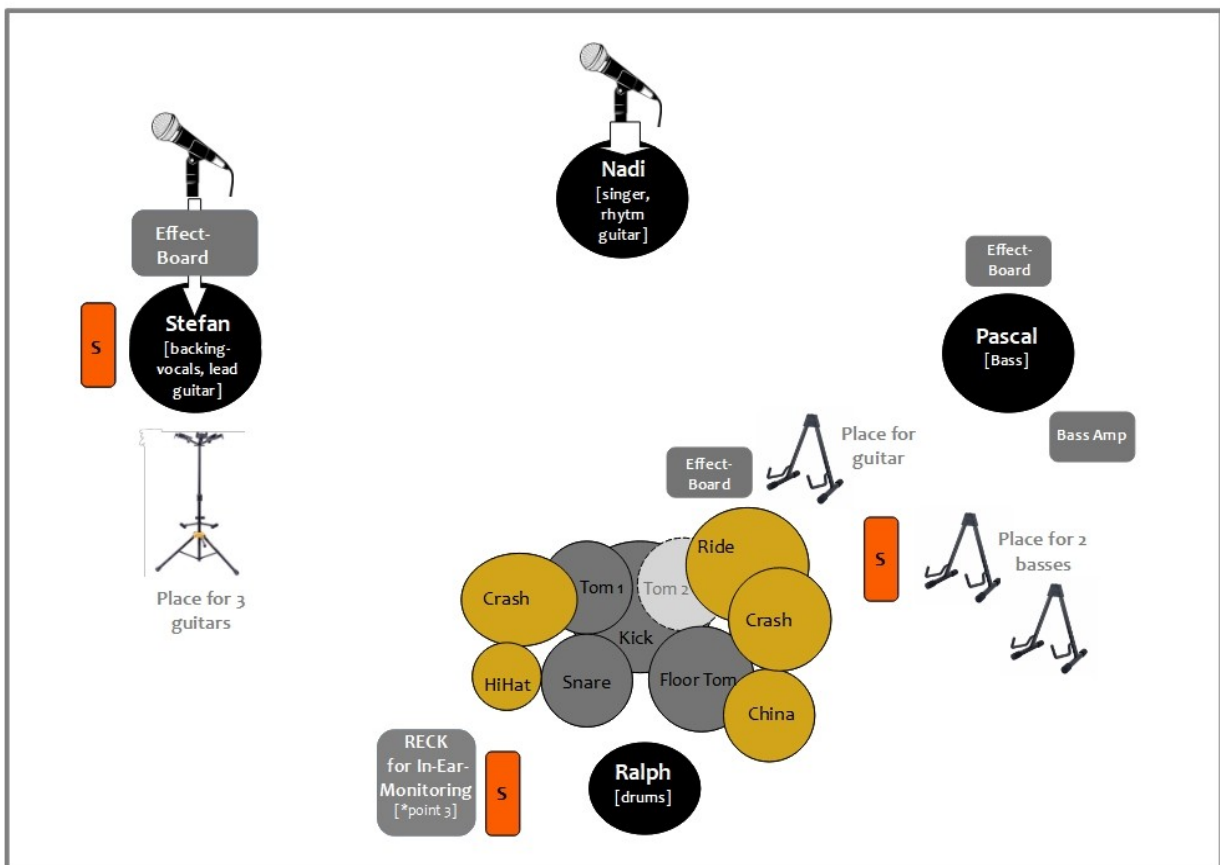 Nadi
[singer,
rhytm
guitar]
Effect-
Board
Stefan
[backing-
vocals, lead
guitar]
S
Effect-
Board
Pascal
[Bass]
Bass Amp
Place for
guitar
Effect-
Board
S
Place for 2
basses
Place for 3
guitars
Ride
Crash
Tom 1
Tom 2
Kick
Crash
HiHat
Snare
Floor Tom
China
RECK
for In-Ear-
Monitoring
[*point 3]
S
Ralph
[drums]